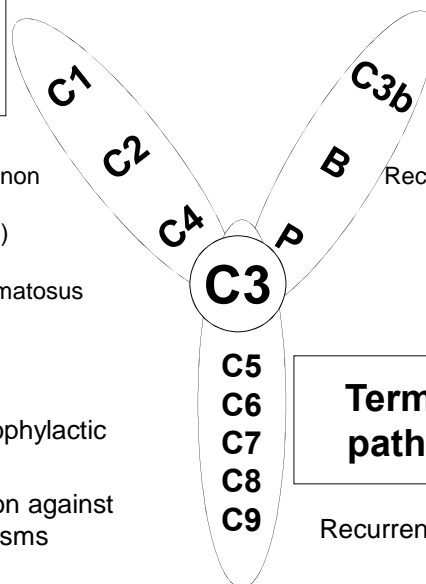 C1
C2
C4
C3b
B
P
C3
non
)
matosus
ophylactic
on against
sms
Rec
C5
C6
C7
C8
C9
Term
path
Recurren